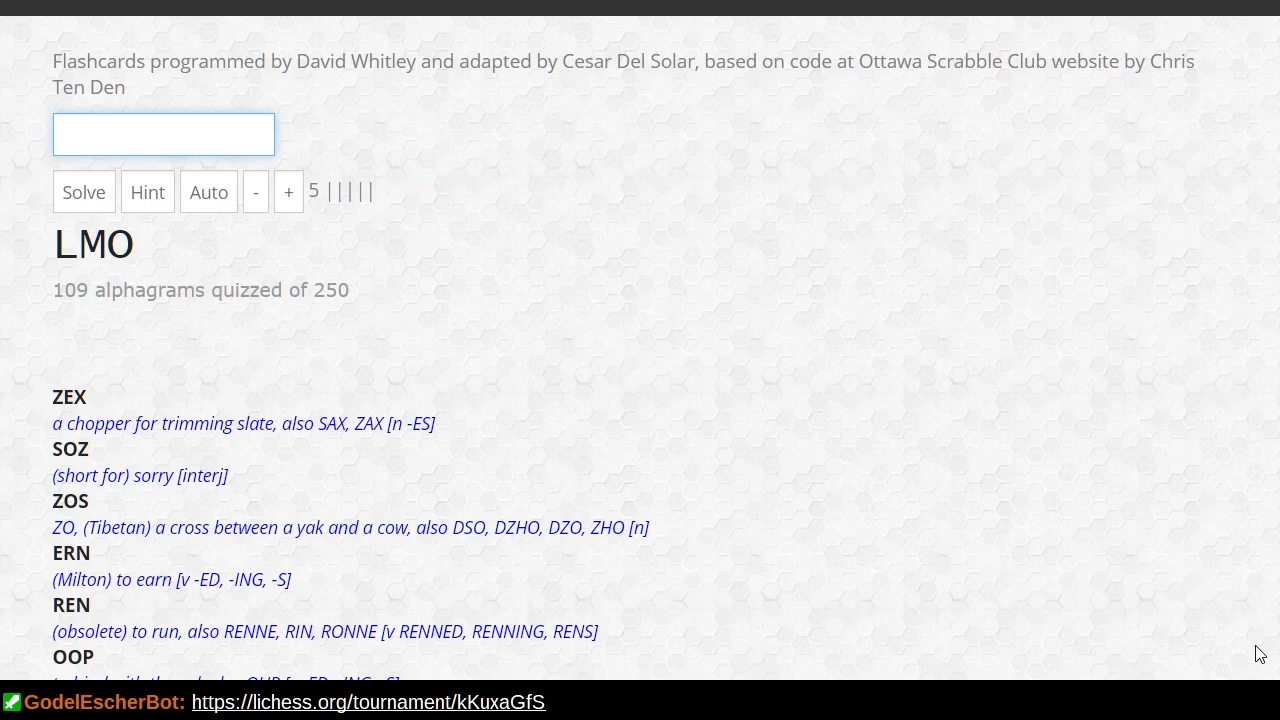 Flashcards programmed by David Whitley and adapted by Cesar Del Solar, based on code at Ottawa Scrabble Club website by Chris
Ten Den
Solve Hint Auto - + 5 |||||
LMO
109 alphagrams quizzed of 250
ZEX
a chopper for trimming slate, also SAX, ZAX [n -ES]
SOZ
(short for) sorry [interj]
ZOS
ZO, (Tibetan) a cross between a yak and a cow, also DSO, DZHO, DZO, ZHO [n]
ERN
(Milton) to earn [v -ED, -ING, -S]
REN
(obsolete) to run, also RENNE, RIN, RONNE [v RENNED, RENNING, RENS]
OOP
GodelEscherBot: https://lichess.org/tournament/kKuxaGfS